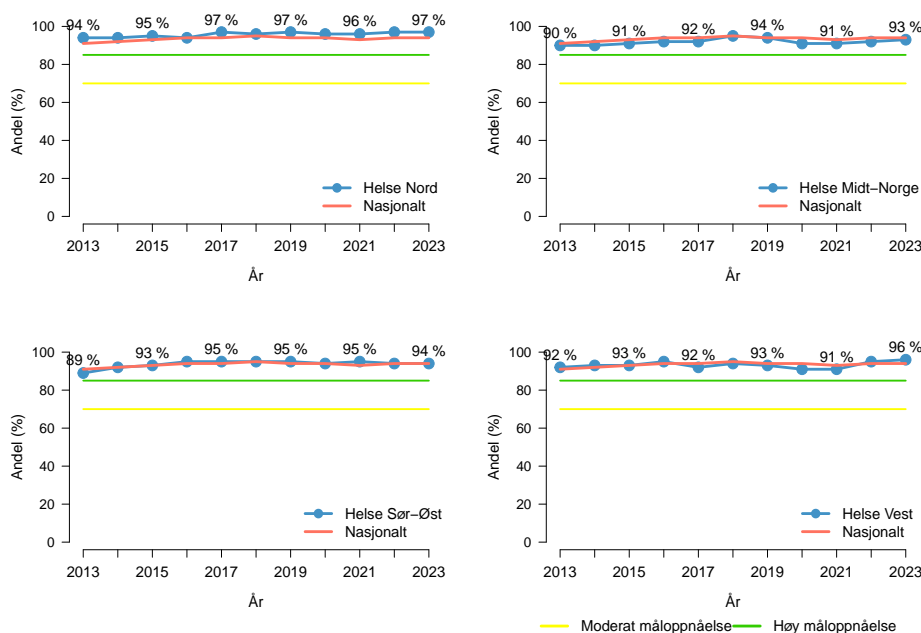 94 % 95 % 97 % 97 % 96 % 97 %
100
80
60
40
20
0
Andel (%)
Helse Nord
Nasjonalt
2013 2015 2017 2019 2021 2023
År
90 % 91 % 92 % 94 % 91 % 93 %
100
80
60
40
20
0
Andel (%)
Helse Midt−Norge
Nasjonalt
2013 2015 2017 2019 2021 2023
År
89 % 93 % 95 % 95 % 95 % 94 %
100
80
60
40
20
0
Andel (%)
Helse Sør−Øst
Nasjonalt
2013 2015 2017 2019 2021 2023
År
92 % 93 % 92 % 93 % 91 % 96 %
100
80
60
40
20
0
Andel (%)
Helse Vest
Nasjonalt
2013 2015 2017 2019 2021 2023
År
Moderat måloppnåelse Høy måloppnåelse